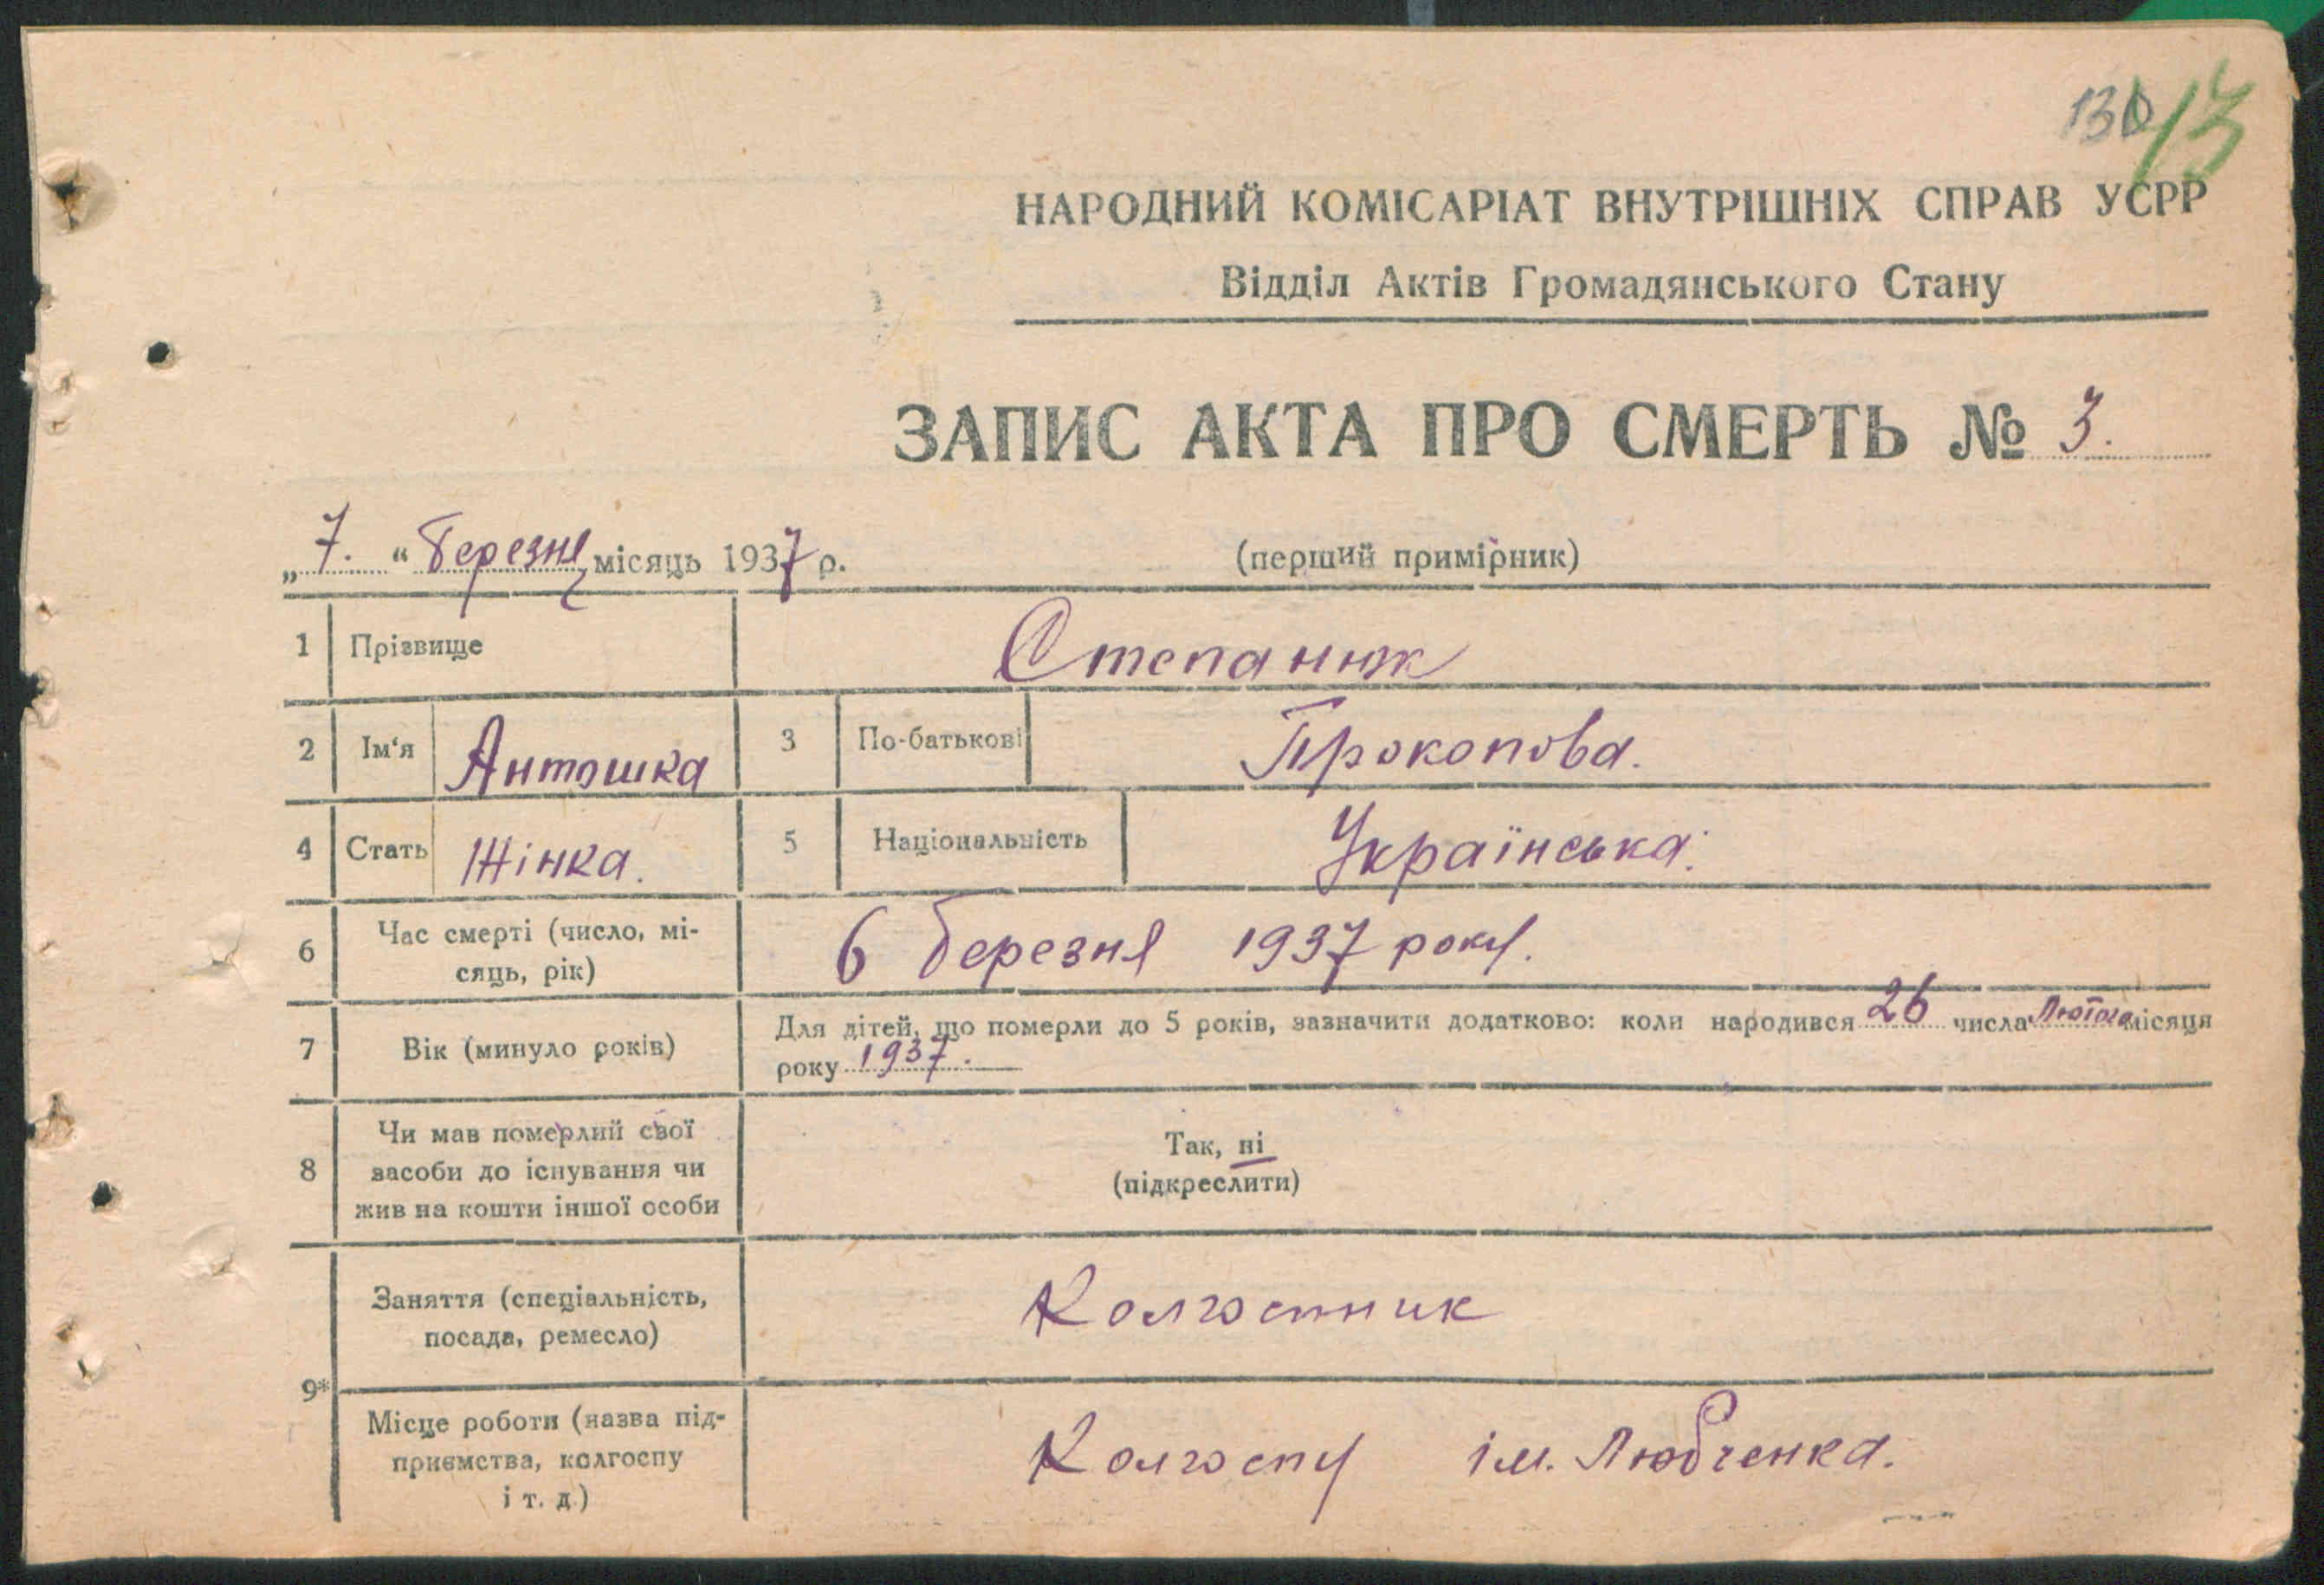 130 13
НАРОДНИЙ КОМІСАРІАТ ВНУТРІШНІХ СПРАВ УСРР
Відділ Актів Громадянського Стану
ЗАПИС АКТА ПРО СМЕРТЬ № 3.
„ 7. “ березня місяць 1937 р. (перший примірник)
1 Прізвище Степанюк
2 Ім‘я Антошка 3 По-батькові Прокопова.
4 Стать Жінка. 5 Національність Українська.
6 Час смерті (число, мі-
сяць, рік) 6 березня 1937 року.
7 Вік (минуло років) Для дітей, що померли до 5 років, зазначити додатково: коли народився 26 числа Лютого місяця
року 1937.
8 Чи мав померлий свої
засоби до існування чи
жив на кошти іншої особи
Так, ні
(підкреслити)
9* Заняття (спеціальність,
посада, ремесло) Колгоспник
Місце роботи (назва під-
приємства, колгоспу
і т. д.) Колгоспу ім. Любченка.